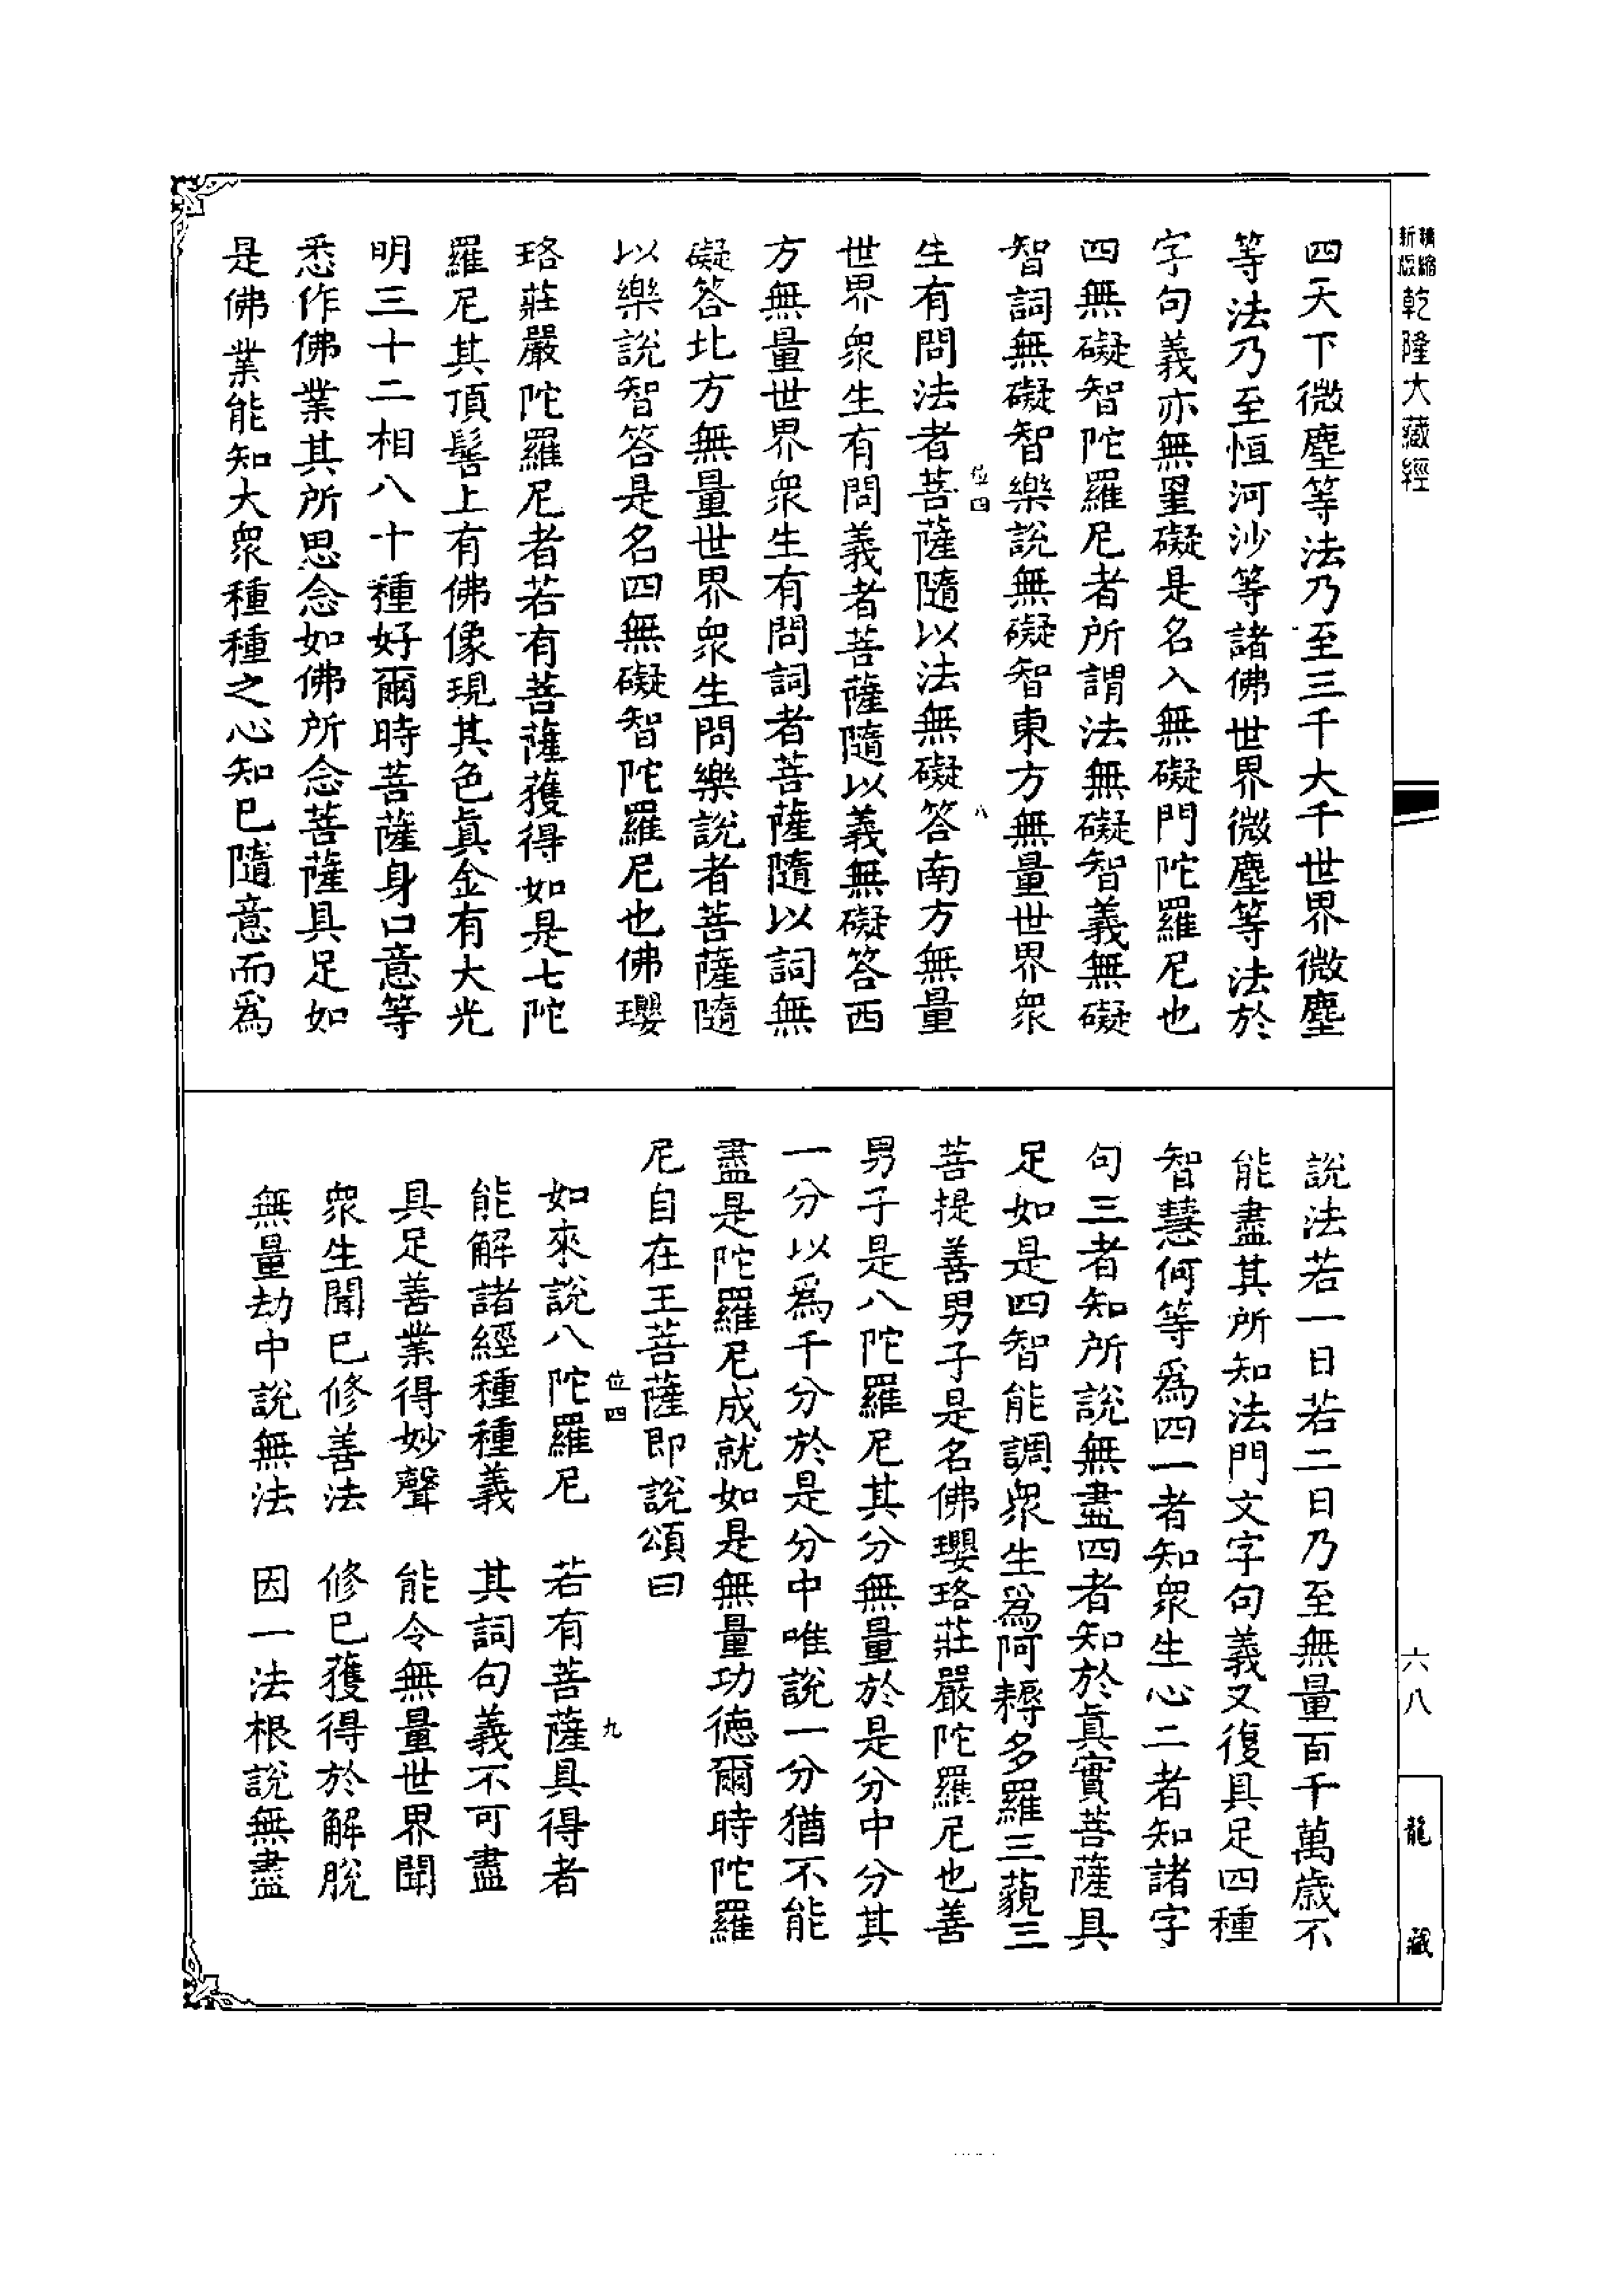 精縮
新版
乾隆大藏經
四天下微塵等法乃至三千大千世界微塵
等法乃至恒河沙等諸佛世界微塵等法於
字句義亦無罣礙是名入無礙門陀羅尼也
四無礙智陀羅尼者所謂法無礙智義無礙
智詞無礙智樂說無礙智東方無量世界衆
位四
八
生有問法者菩薩隨以法無礙答南方無量
世界衆生有問義者菩薩隨以義無礙答西
方無量世界衆生有問詞者菩薩隨以詞無
礙答北方無量世界衆生問樂說者菩薩隨
以樂說智答是名四無礙智陀羅尼也佛瓔
珞莊嚴陀羅尼者若有菩薩獲得如是七陀
羅尼其頂髻上有佛像現其色眞金有大光
明三十二相八十種好爾時菩薩身口意等
悉作佛業其所思念如佛所念菩薩具足如
是佛業能知大衆種種之心知已隨意而爲
說法若一日若二日乃至無量百千萬歲不
能盡其所知法門文字句義又復具足四種
智慧何等爲四一者知衆生心二者知諸字
句三者知所說無盡四者知於眞實菩薩具
足如是四智能調衆生爲阿耨多羅三藐三
菩提善男子是名佛瓔珞莊嚴陀羅尼也善
男子是八陀羅尼其分無量於是分中分其
一分以爲千分於是分中唯說一分猶不能
盡是陀羅尼成就如是無量功德爾時陀羅
尼自在王菩薩即說頌曰
位四
九
如來說八陀羅尼　若有菩薩具得者
能解諸經種種義　其詞句義不可盡
具足善業得妙聲　能令無量世界聞
衆生聞已修善法　修已獲得於解脫
無量劫中說無法　因一法根說無盡
六八
龍藏